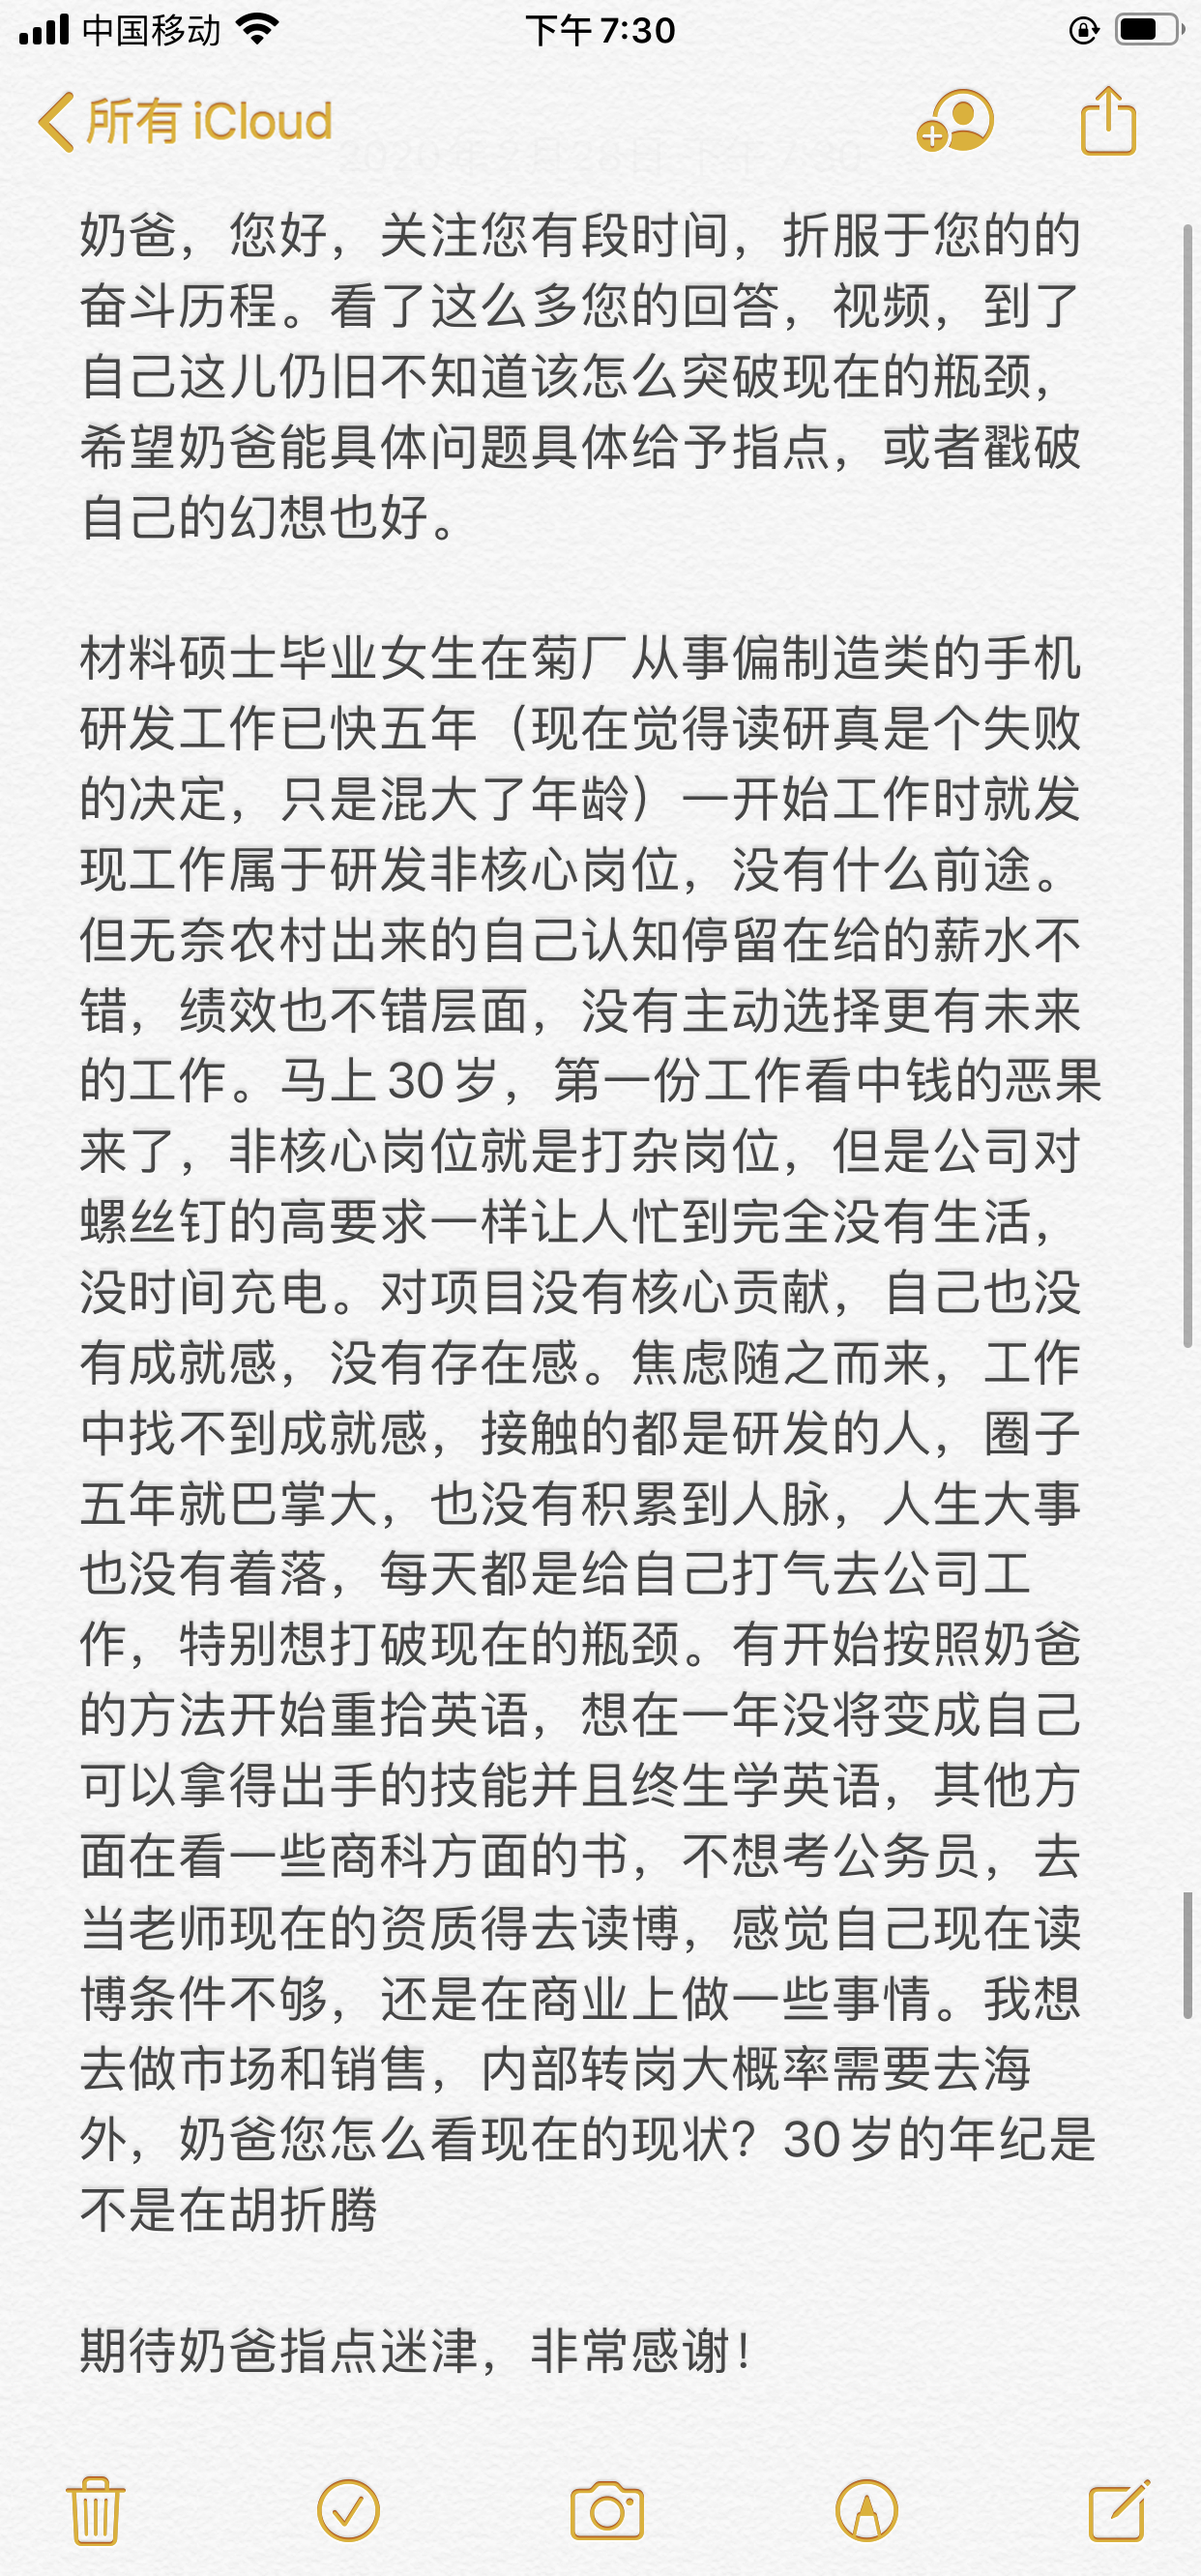 中国移动
下午7:30
所有 iCloud
奶爸，您好，关注您有段时间，折服于您的的
奋斗历程。看了这么多您的回答，视频，到了
自己这儿仍旧不知道该怎么突破现在的瓶颈，
希望奶爸能具体问题具体给予指点，或者戳破
自己的幻想也好。
材料硕士毕业女生在菊厂从事偏制造类的手机
研发工作已快五年（现在觉得读研真是个失败
的决定，只是混大了年龄）一开始工作时就发
现工作属于研发非核心岗位，没有什么前途。
但无奈农村出来的自己认知停留在给的薪水不
错，绩效也不错层面，没有主动选择更有未来
的工作。马上30岁，第一份工作看中钱的恶果
来了，非核心岗位就是打杂岗位，但是公司对
螺丝钉的高要求一样让人忙到完全没有生活，
没时间充电。对项目没有核心贡献，自己也没
有成就感，没有存在感。焦虑随之而来，工作
中找不到成就感，接触的都是研发的人，圈子
五年就巴掌大，也没有积累到人脉，人生大事
也没有着落，每天都是给自己打气去公司工
作，特别想打破现在的瓶颈。有开始按照奶爸
的方法开始重拾英语，想在一年没将变成自己
可以拿得出手的技能并且终生学英语，其他方
面在看一些商科方面的书，不想考公务员，去
当老师现在的资质得去读博，感觉自己现在读
博条件不够，还是在商业上做一些事情。我想
去做市场和销售，内部转岗大概率需要去海
外，奶爸您怎么看现在的现状？30岁的年纪是
不是在胡折腾
期待奶爸指点迷津，非常感谢！